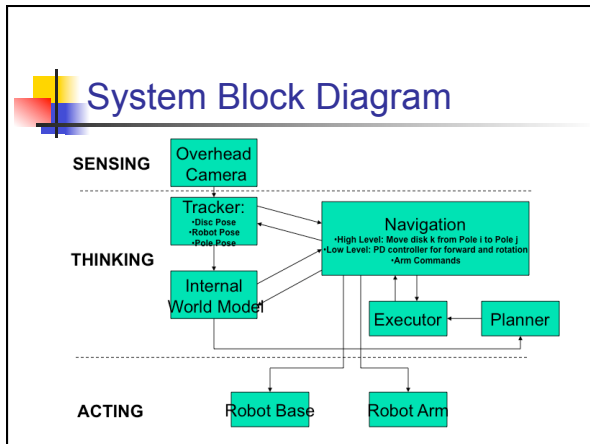 System Block Diagram
SENSING
Overhead
Camera
Tracker:
•Disc Pose
•Robot Pose
•Pole Pose
Navigation
•High Level: Move disk k from Pole i to Pole j
•Low Level: PD controller for forward and rotation
•Arm Commands
THINKING
Internal
World Model
Executor
Planner
ACTING
Robot Base
Robot Arm